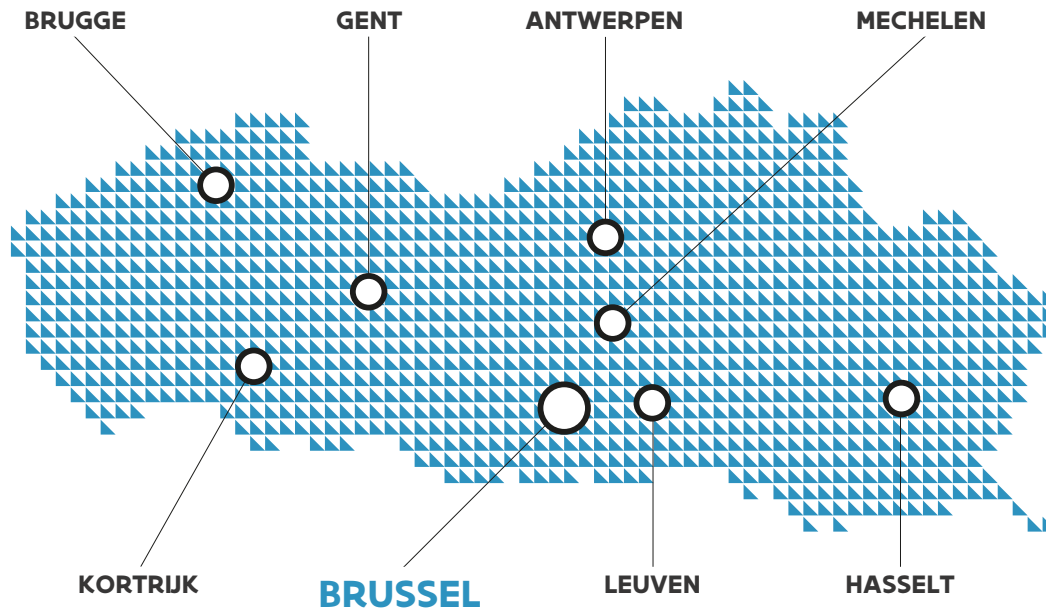 BRUGGE
GENT
ANTWERPEN
MECHELEN
KORTRIJK
BRUSSEL
LEUVEN
HASSELT